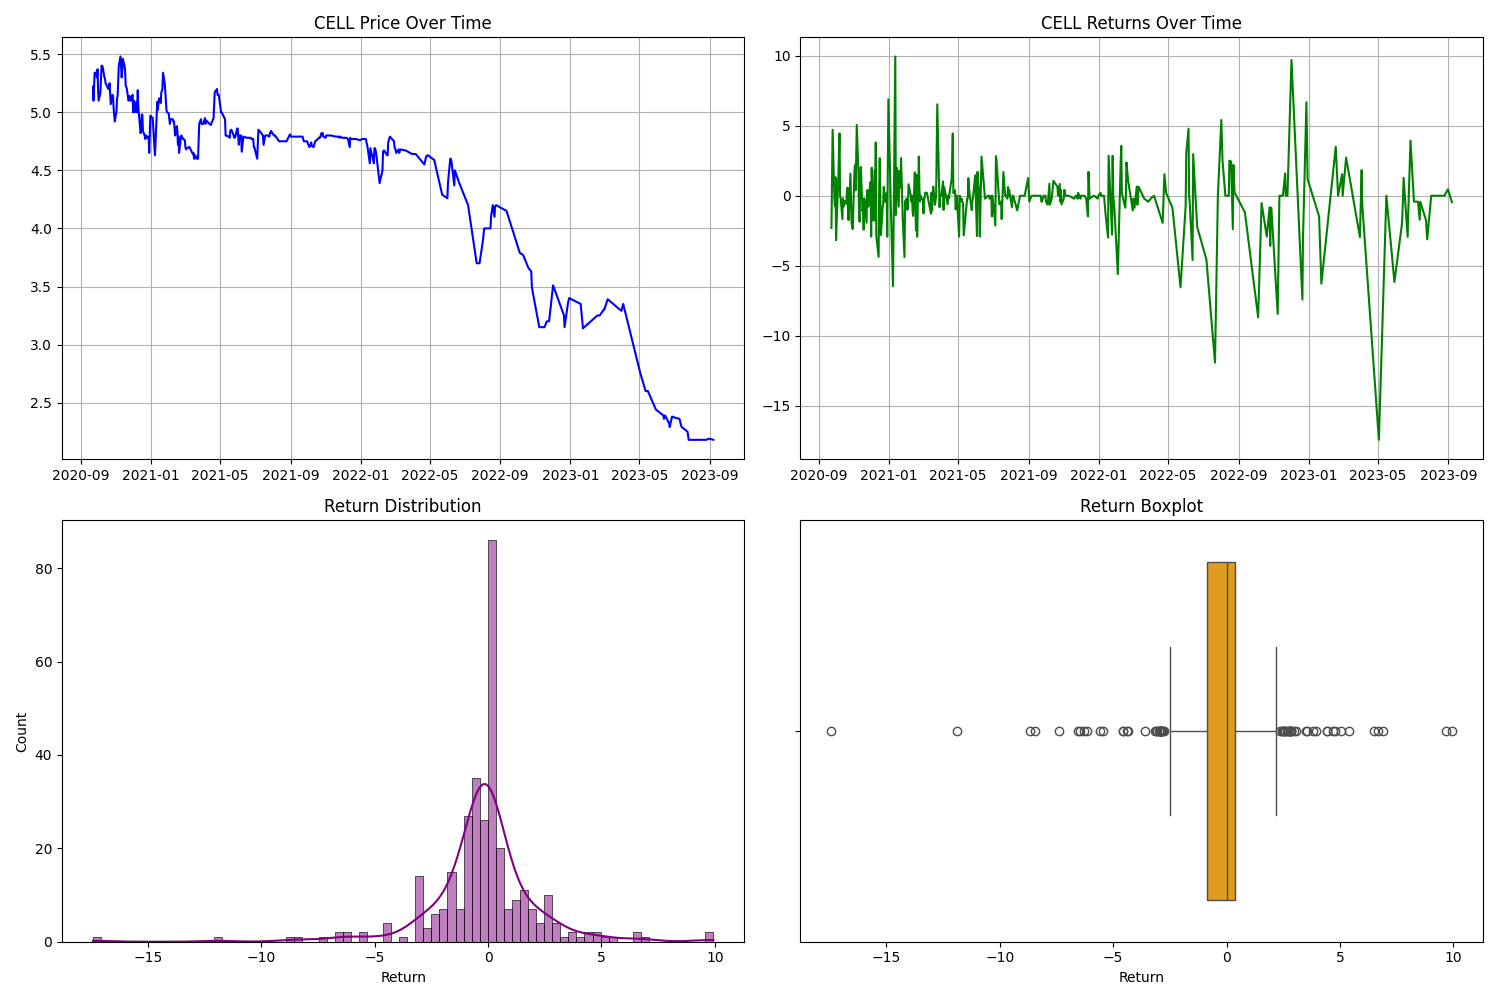 CELL Price Over Time
5.5
5.0
4.5
4.0
3.5
3.0
2.5
2020-09 2021-01 2021-05 2021-09 2022-01 2022-05 2022-09 2023-01 2023-05 2023-09
CELL Returns Over Time
10
5
0
−5
−10
−15
2020-09 2021-01 2021-05 2021-09 2022-01 2022-05 2022-09 2023-01 2023-05 2023-09
Return Distribution
Count
80
60
40
20
0
−15 −10 −5 0 5 10
Return
Return Boxplot
−15 −10 −5 0 5 10
Return